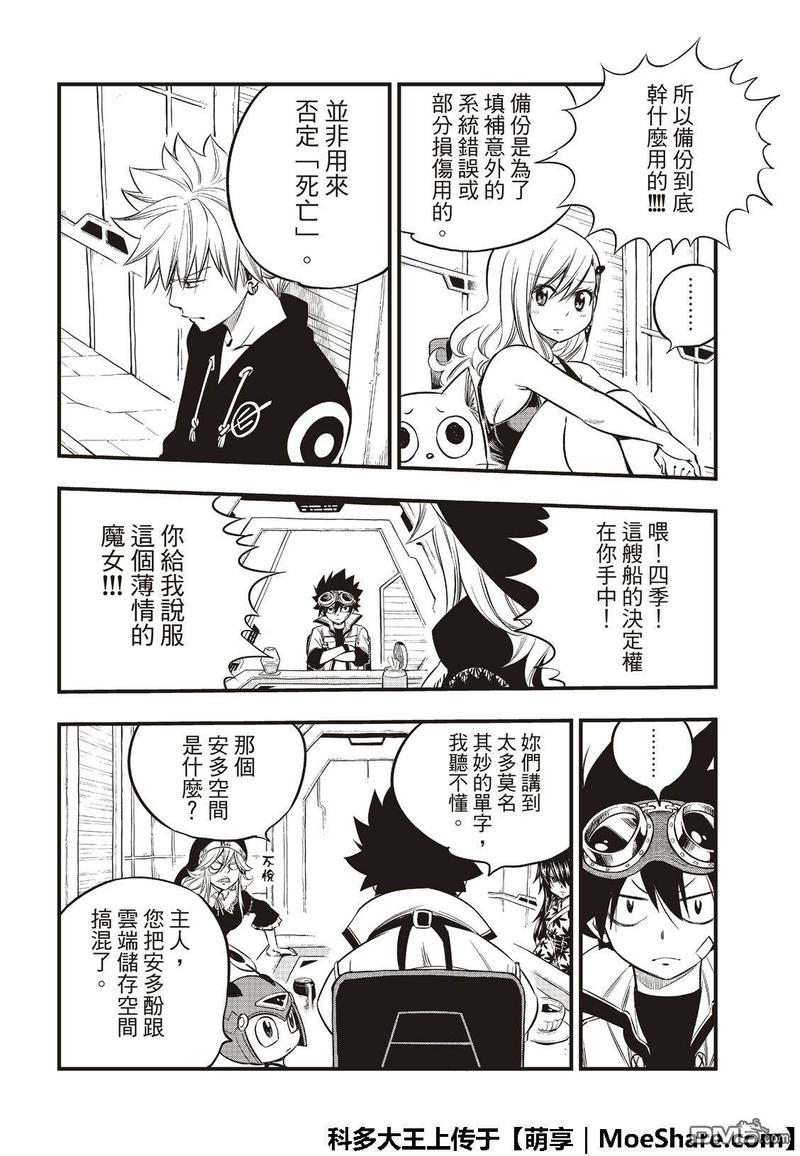 所以備份到底
幹什麼用的!!!!
備份是為了
填補意外的
系統錯誤或
部分損傷用的。
………
並非用來
否定「死亡」。
喂！四季！
這艘船的決定權
在你手中！
你給我說服
這個薄情的
魔女!!!
………
妳們講到
太多莫名
其妙的單字，
我聽不懂。
那個
安多空間
是什麼?
不悅
主人，
您把安多酚跟
雲端儲存空間
搞混了。
科多大王上传于【萌享｜MoeShare.com】